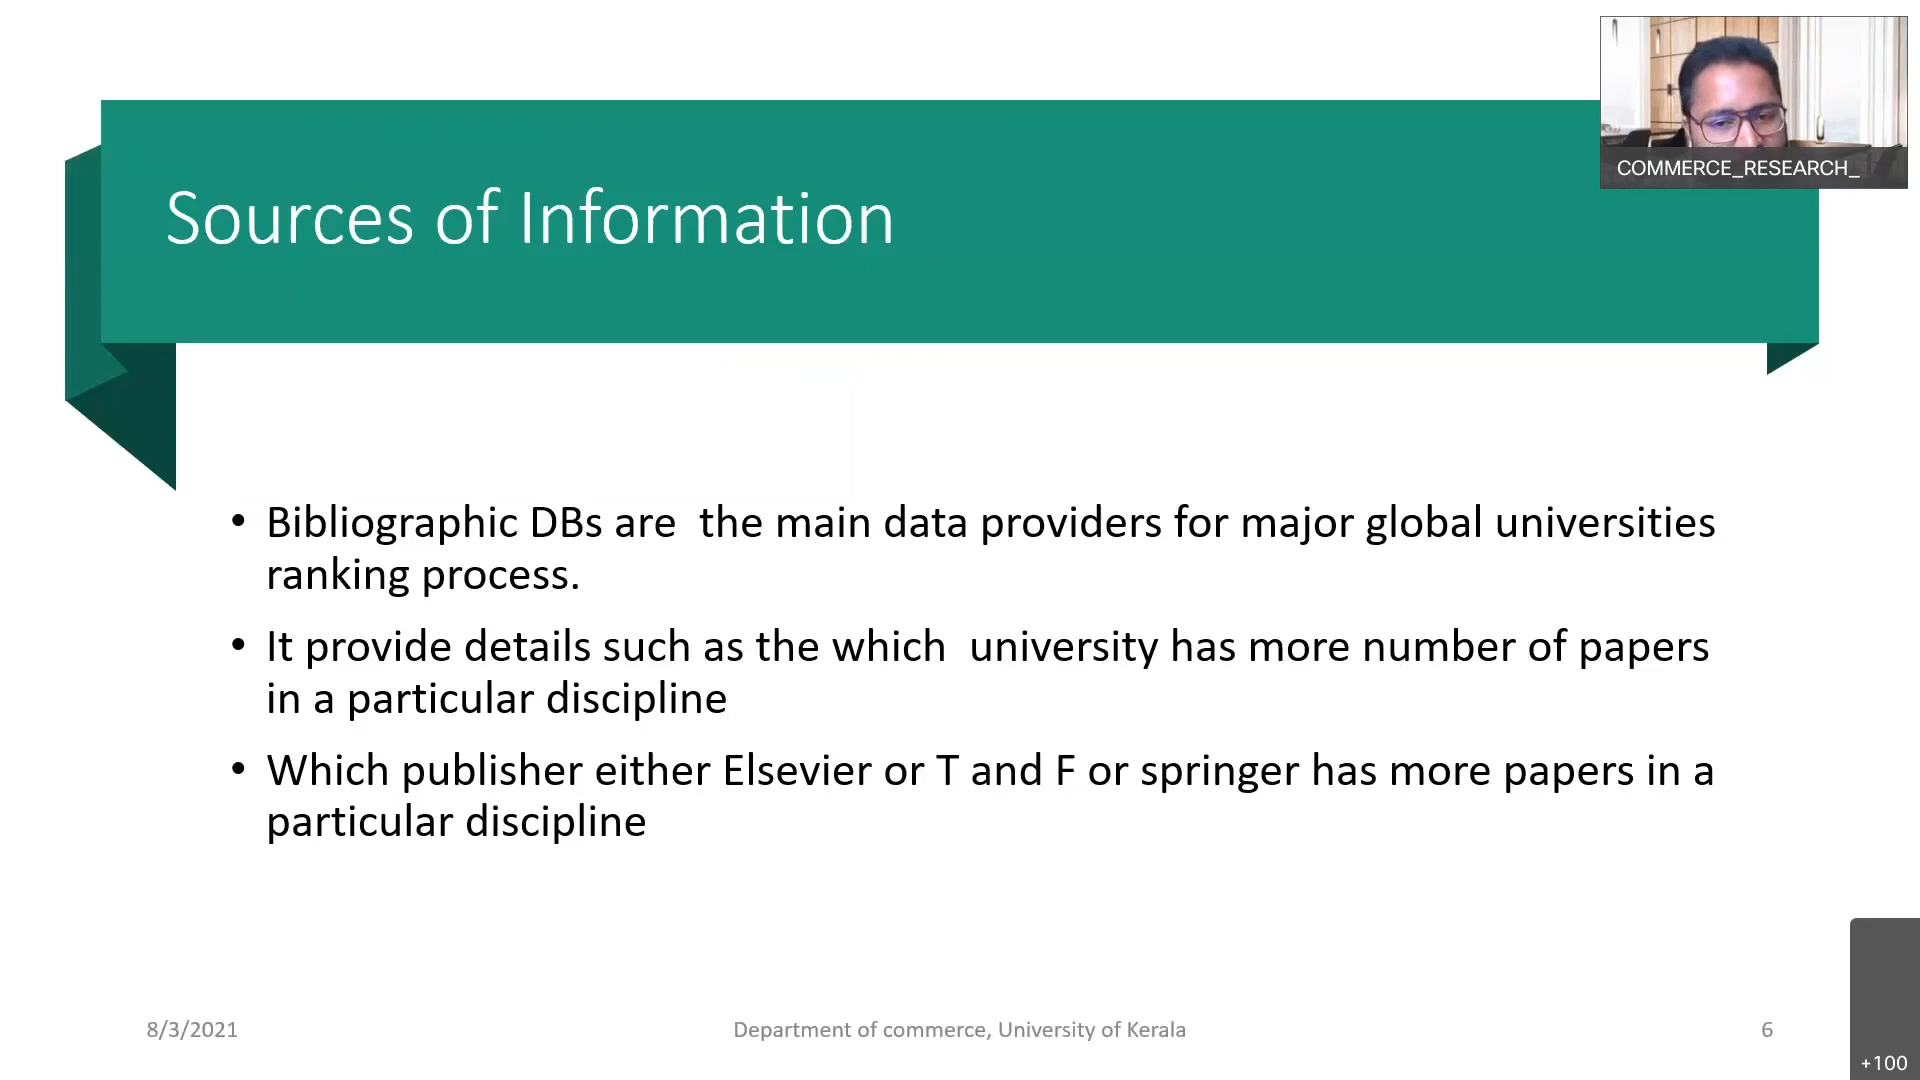 COMMERCE_RESEARCH_
Sources of Information
• Bibliographic DBs are  the main data providers for major global universities
ranking process.
• It provide details such as the which  university has more number of papers
in a particular discipline
• Which publisher either Elsevier or T and F or springer has more papers in a
particular discipline
8/3/2021
Department of commerce, University of Kerala
6
+100